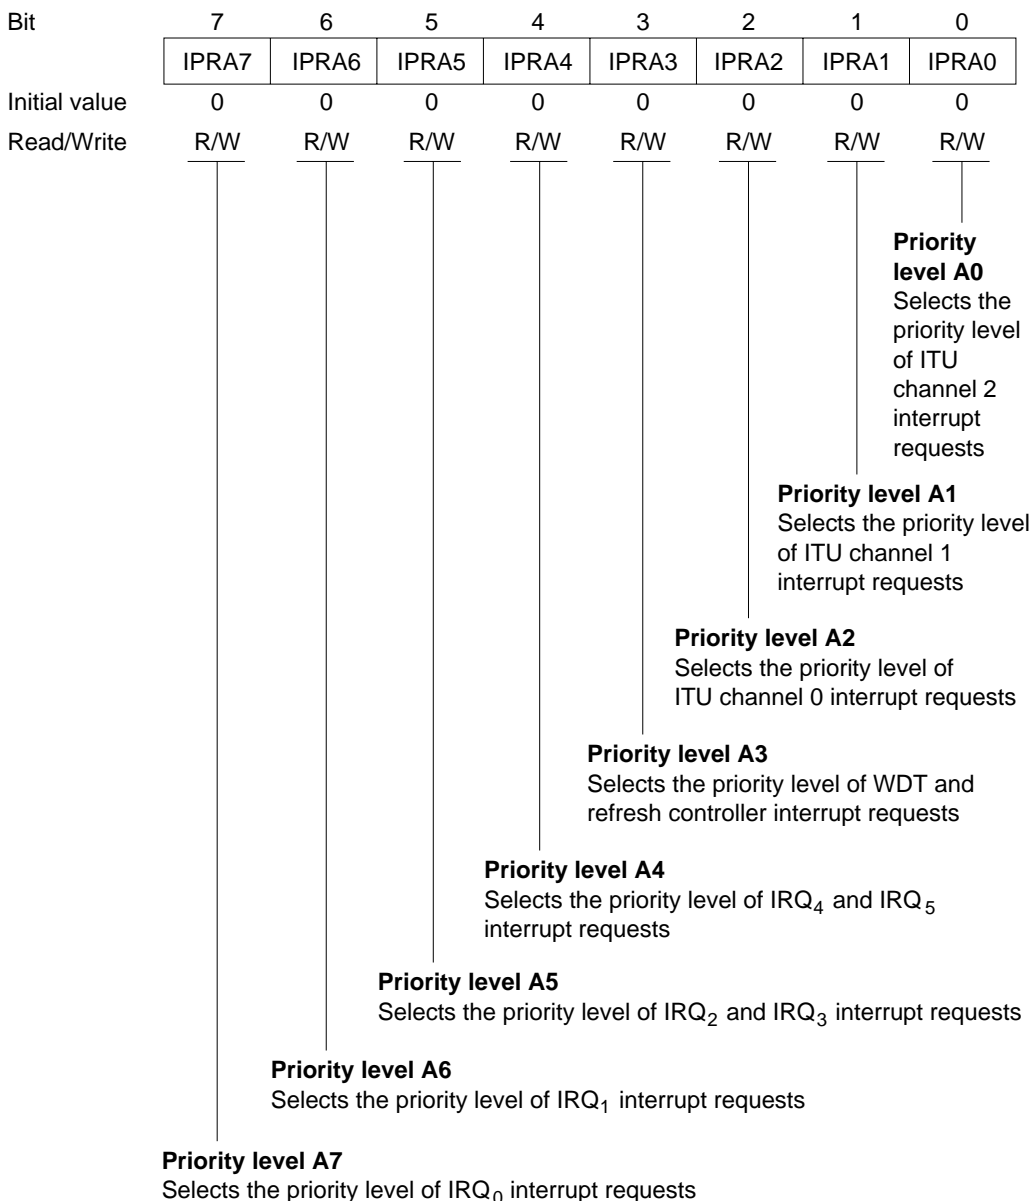 Bit 7 6 5 4 3 2 1 0
IPRA7 IPRA6 IPRA5 IPRA4 IPRA3 IPRA2 IPRA1 IPRA0
Initial value 0 0 0 0 0 0 0 0
Read/Write R/W R/W R/W R/W R/W R/W R/W R/W
Priority
level A0
Selects the
priority level
of ITU
channel 2
interrupt
requests
Priority level A1
Selects the priority level
of ITU channel 1
interrupt requests
Priority level A2
Selects the priority level of
ITU channel 0 interrupt requests
Priority level A3
Selects the priority level of WDT and
refresh controller interrupt requests
Priority level A4
Selects the priority level of IRQ4 and IRQ5
interrupt requests
Priority level A5
Selects the priority level of IRQ2 and IRQ3 interrupt requests
Priority level A6
Selects the priority level of IRQ1 interrupt requests
Priority level A7
Selects the priority level of IRQ0 interrupt requests